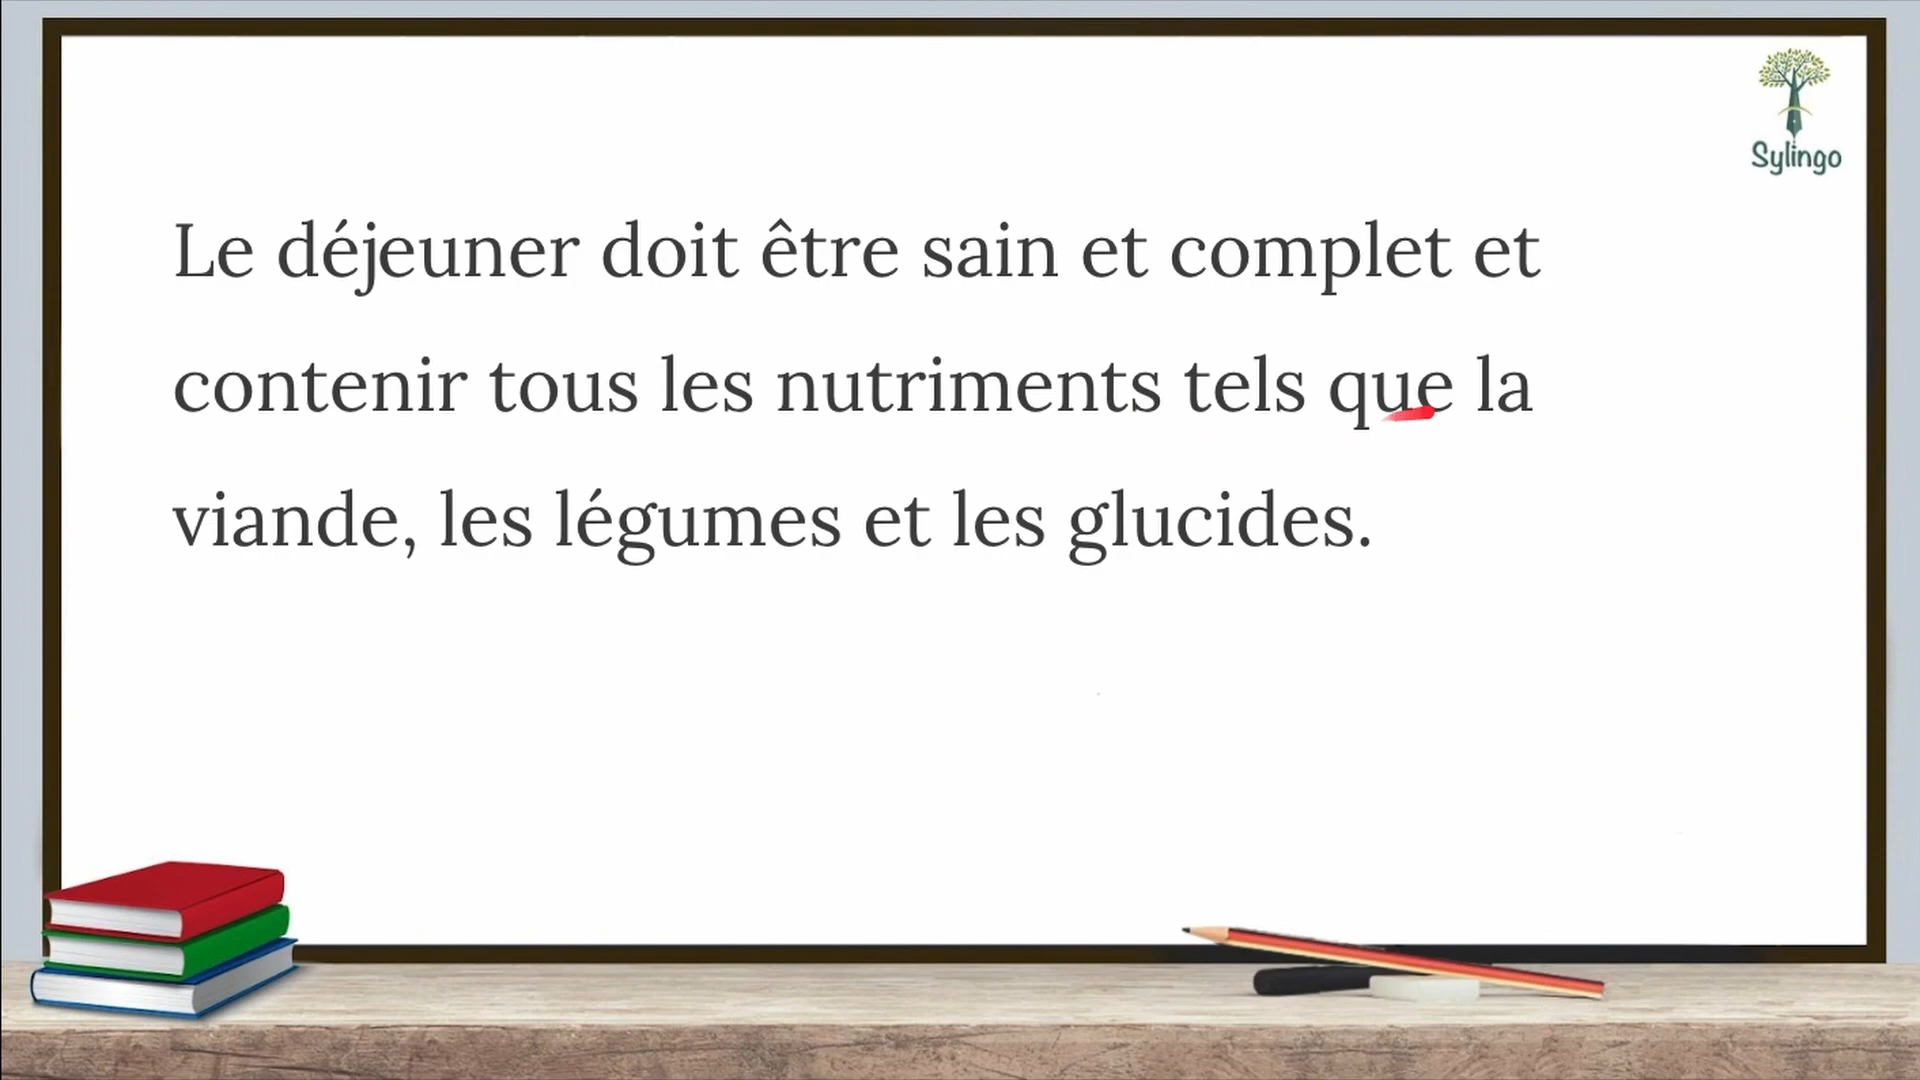 Sylingo
Le déjeuner doit être sain et complet et
contenir tous les nutriments tels que la
viande, les légumes et les glucides.